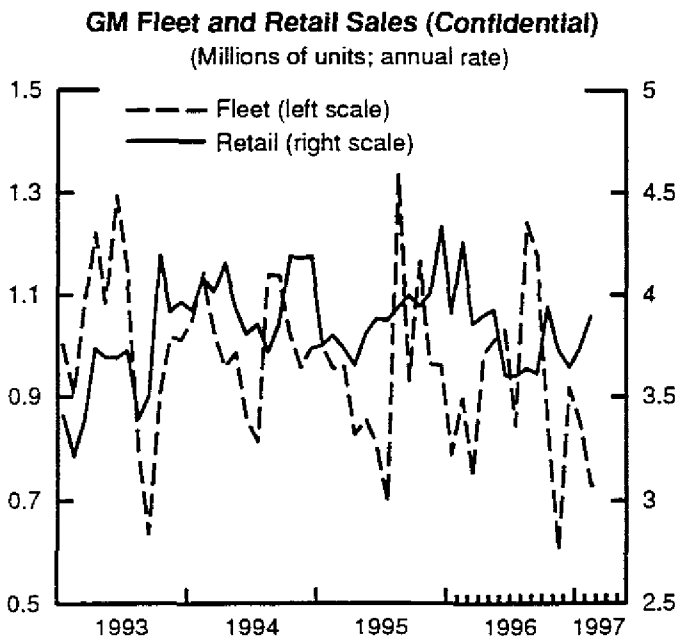 GM Fleet and Retail Sales (Confidential)
(Millions of units; annual rate)
1.5 5
Fleet (left scale)
Retail (right scale)
1.3 4.5
1.1 4
0.9 3.5
0.7 3
0.5 2.5
1993 1994 1995 1996 1997